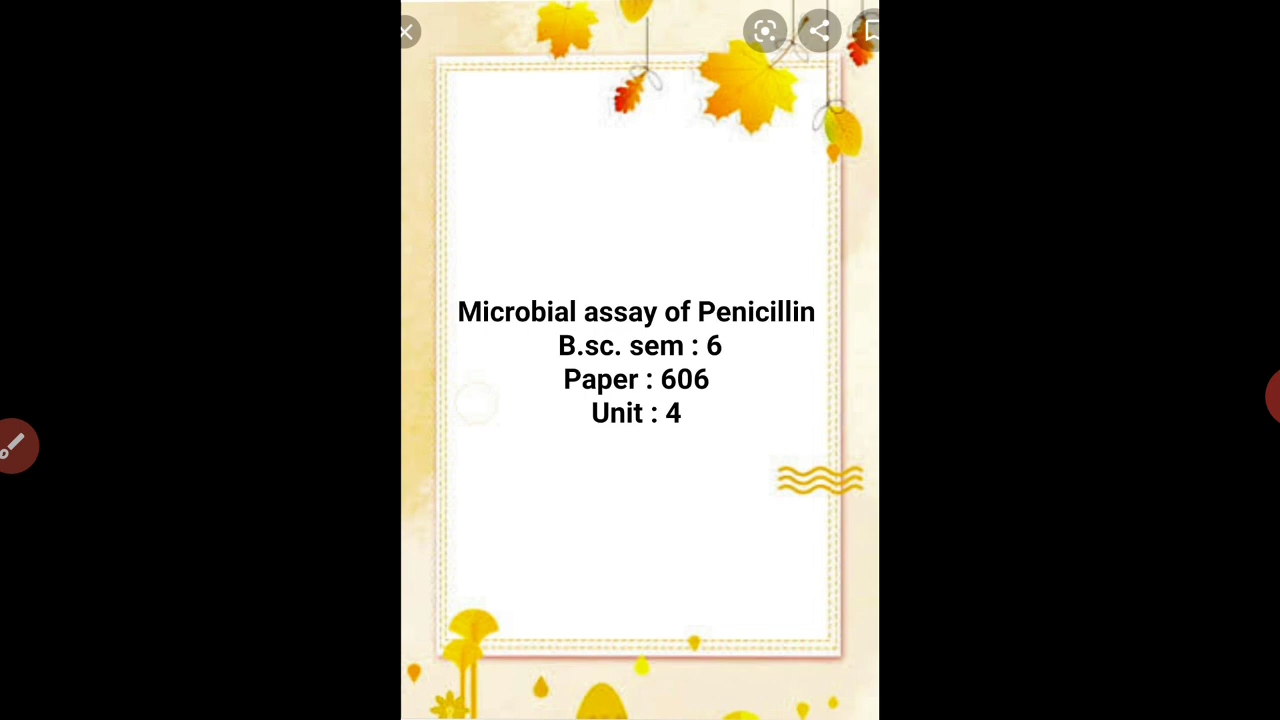 Microbial assay of Penicillin
B.sc. sem : 6
Paper : 606
Unit : 4